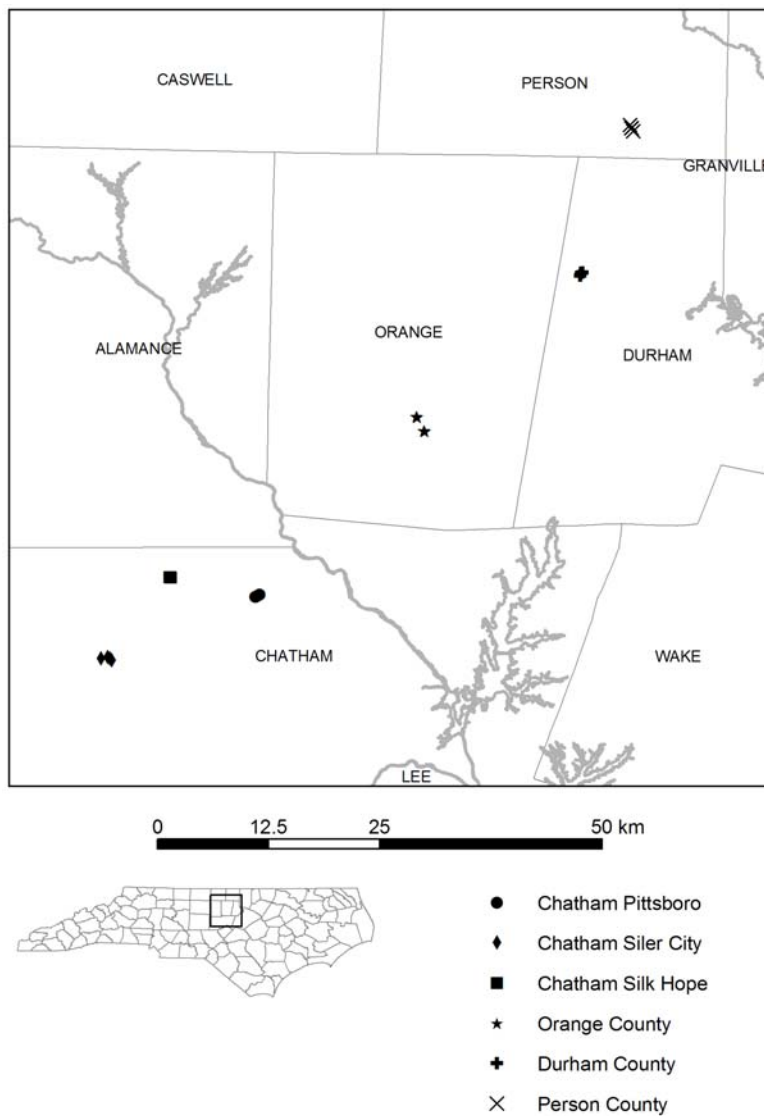 CASWELL
PERSON
GRANVILLE
ORANGE
ALAMANCE
DURHAM
CHATHAM
WAKE
LEE
0 12.5 25 50 km
Chatham Pittsboro
Chatham Siler City
Chatham Silk Hope
Orange County
Durham County
Person County